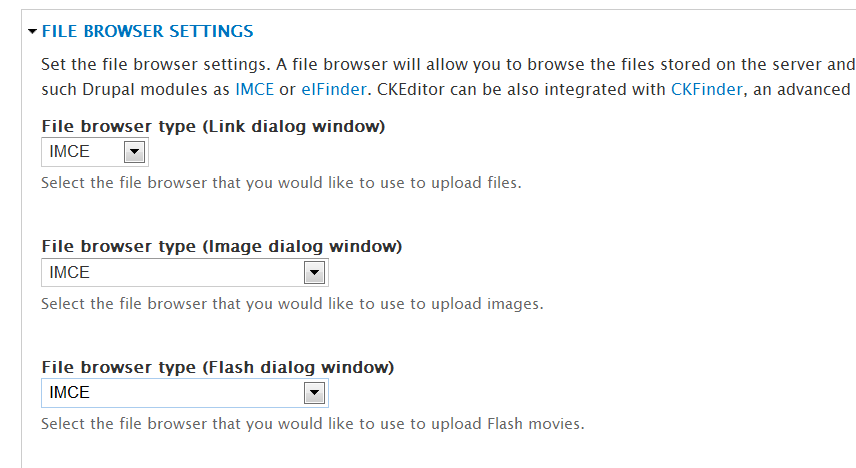 FILE BROWSER SETTINGS
Set the file browser settings. A file browser will allow you to browse the files stored on the server and
such Drupal modules as IMCE or elFinder. CKEditor can be also integrated with CKFinder, an advanced
File browser type (Link dialog window)
IMCE
Select the file browser that you would like to use to upload files.
File browser type (Image dialog window)
IMCE
Select the file browser that you would like to use to upload images.
File browser type (Flash dialog window)
IMCE
Select the file browser that you would like to use to upload Flash movies.